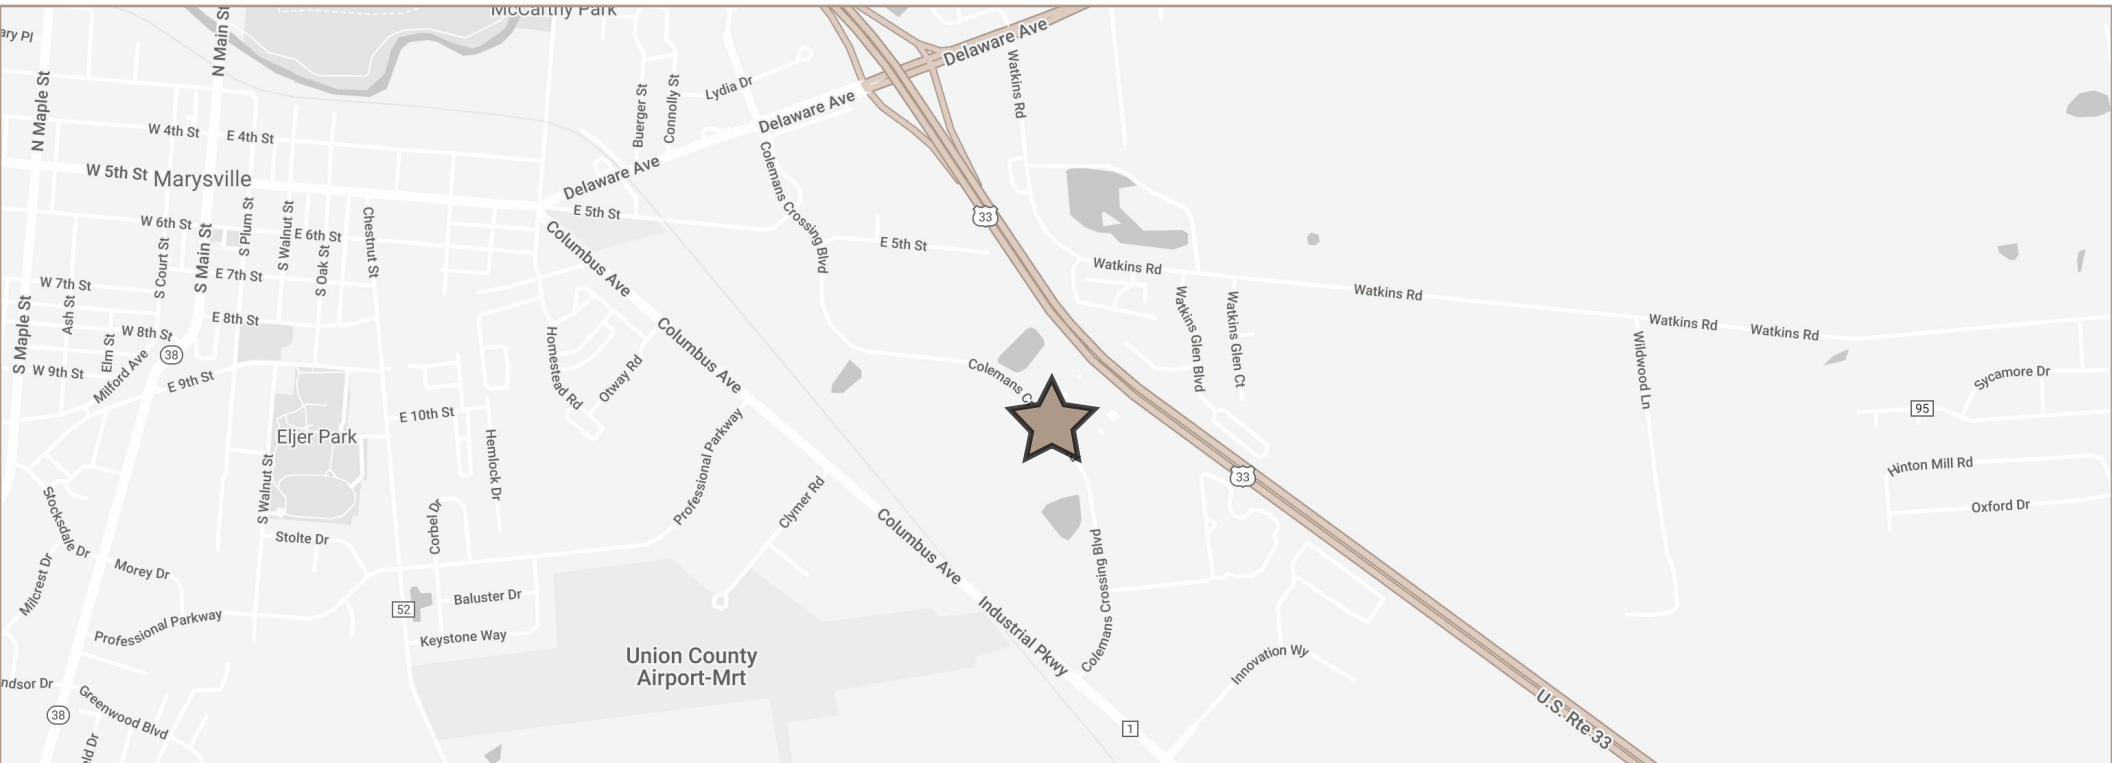 McCarthy Park
ary Pl
N Main St
Delaware Ave
N Maple St
Watkins Rd
Lydia Dr
Buerger St
Connolly St
Delaware Ave
W 4th St
E 4th St
W 5th St
Marysville
Delaware Ave
Colemans Crossing Blvd
E 5th St
33
W 6th St
S Plum St
S Walnut St
E 6th St
Chestnut St
S Court St
S Main St
S Oak St
E 5th St
Columbus Ave
Watkins Rd
E 7th St
W 7th St
Watkins Rd
Ash St
S Maple St
E 8th St
W 8th St
Elm St
38
Homestead Rd
Columbus Ave
Watkins Glen Blvd
Watkins Glen Ct
Watkins Rd
Watkins Rd
Wildwood Ln
W 9th St
Milford Ave
E 9th St
Otway Rd
Colemans C
Sycamore Dr
95
E 10th St
Eljer Park
Professional Parkway
Hemlock Dr
33
Hinton Mill Rd
S Walnut St
Stocksdale Dr
Corbel Dr
Clymer Rd
Oxford Dr
Stolte Dr
Columbus Ave
Colemans Crossing Blvd
Morey Dr
Milcrest Dr
52
Baluster Dr
Professional Parkway
Keystone Way
Industrial Pkwy
Union County
Airport-Mrt
Innovation Wy
ndsor Dr
38
Greenwood Blvd
1
U.S. Rte 33
eld Dr